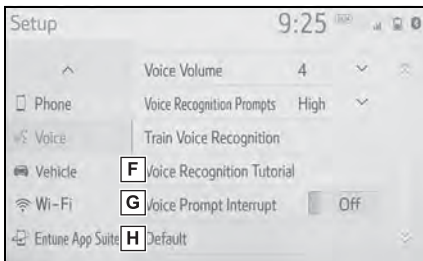 Setup 9:25
Voice Volume 4
Phone Voice Recognition Prompts High
Voice Train Voice Recognition
Vehicle F Voice Recognition Tutorial
Wi-Fi G Voice Prompt Interrupt Off
Entune App Suite H Default